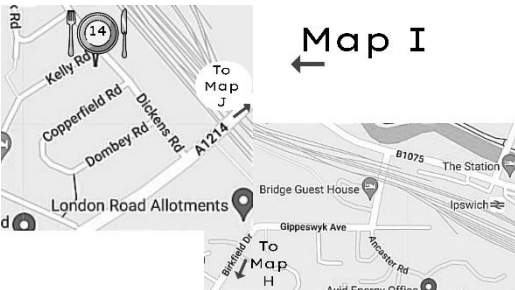 14
Kelly Rd
Copperfield Rd
Dickens Rd
Dombey Rd
A1214
To
Map
J
London Road Allotments
Map I
B1075
The Station
Bridge Guest House
Ipswich
Gippeswyk Ave
Birkfield Dr
To
Map
H
Ancaster Rd
Avid Energy Office